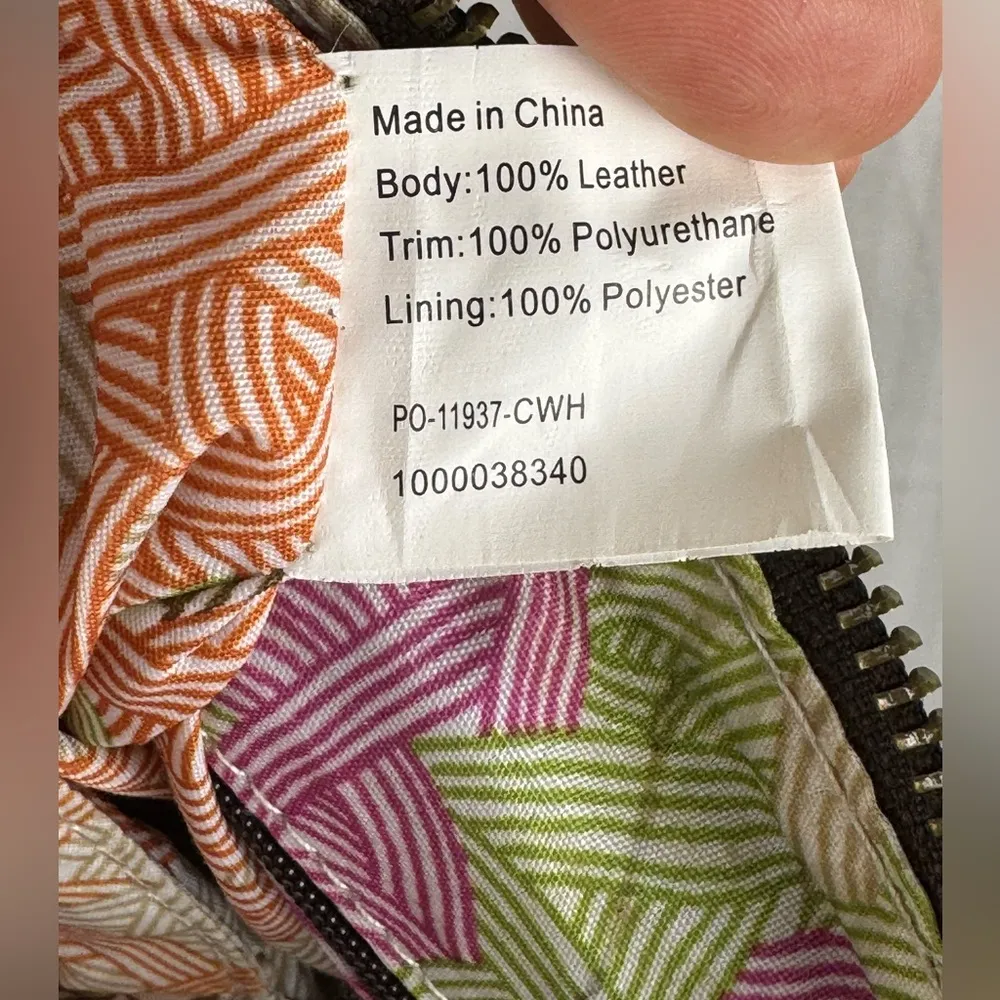 Made in China
Body:100% Leather
Trim:100% Polyurethane
Lining:100% Polyester
PO-11937-CWH
1000038340